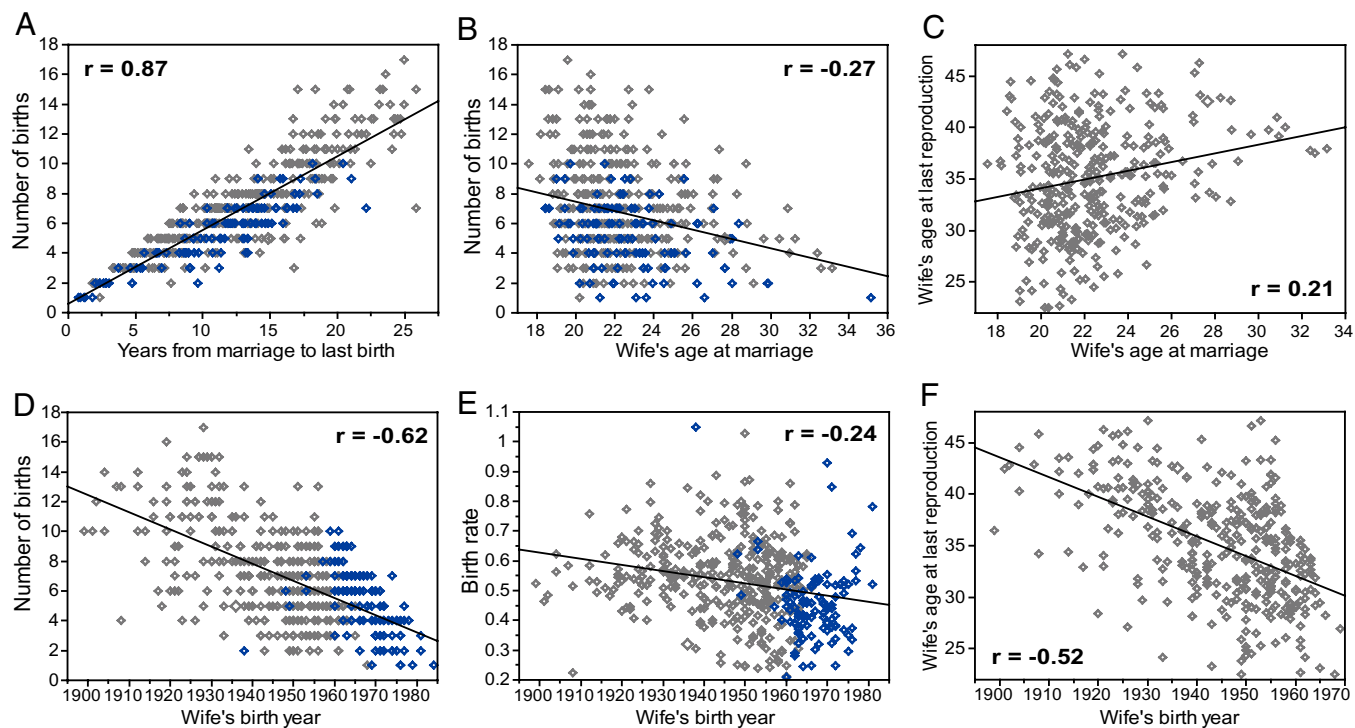 A
18
16
14
12
10
8
6
4
2
0
Number of births
r = 0.87
0 5 10 15 20 25
Years from marriage to last birth
B
18
16
14
12
10
8
6
4
2
0
Number of births
r = -0.27
18 20 22 24 26 28 30 32 34 36
Wife's age at marriage
C
45
40
35
30
25
Wife's age at last reproduction
r = 0.21
18 20 22 24 26 28 30 32 34
Wife's age at marriage
D
18
16
14
12
10
8
6
4
2
0
Number of births
r = -0.62
1900 1910 1920 1930 1940 1950 1960 1970
Wife's birth year
E
1.1
1
0.9
0.8
0.7
0.6
0.5
0.4
0.3
0.2
Birth rate
r = -0.24
1900 1910 1920 1930 1940 1950 1960 1970 1980
Wife's birth year
F
45
40
35
30
25
Wife's age at last reproduction
r = -0.52
1900 1910 1920 1930 1940 1950 1960 1970
Wife's birth year